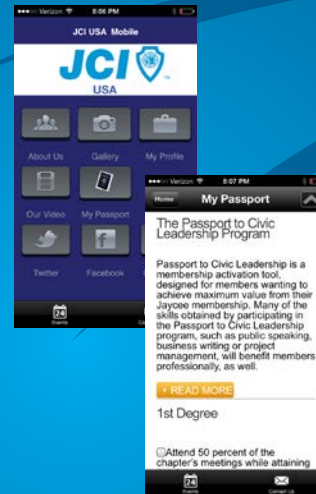 Verizon 8:06 PM
JCI USA Mobile
JCI
USA
About Us Gallery My Profile
Our Video My Passport
Twitter Facebook
24
Events
Verizon 8:07 PM
Home My Passport
The Passport to Civic
Leadership Program
Passport to Civic Leadership is a
membership activation tool,
designed for members wanting to
achieve maximum value from their
Jaycee membership. Many of the
skills obtained by participating in
the Passport to Civic Leadership
program, such as public speaking,
business writing or project
management, will benefit members
professionally, as well.
READ MORE
1st Degree
Attend 50 percent of the
chapter's meetings while attaining
24
Events Contact Us